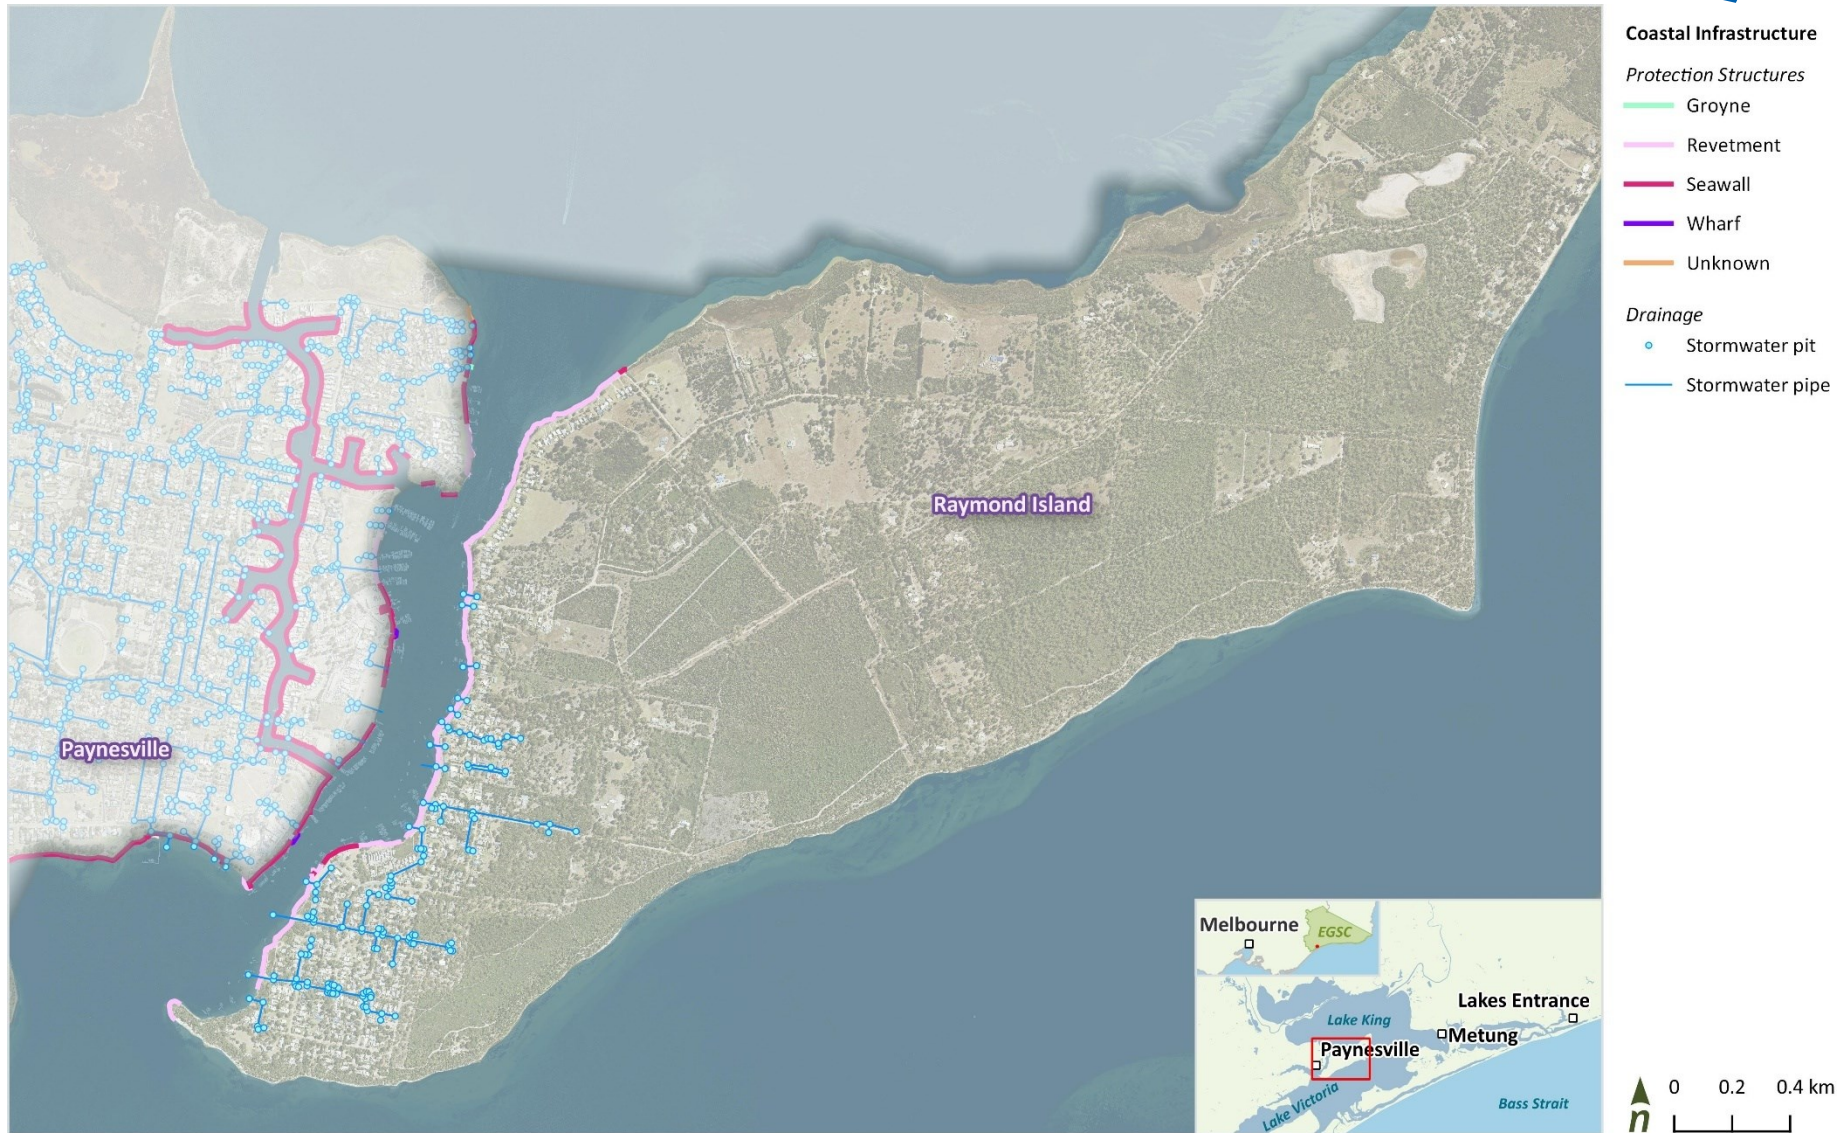 Coastal Infrastructure
Protection Structures
Groyne
Revetment
Seawall
Wharf
Unknown
Drainage
Stormwater pit
Stormwater pipe
Raymond Island
Paynesville
Melbourne
EGSC
Lakes Entrance
Lake King
Metung
Paynesville
Lake Victoria
Bass Strait
n
0 0.2 0.4 km